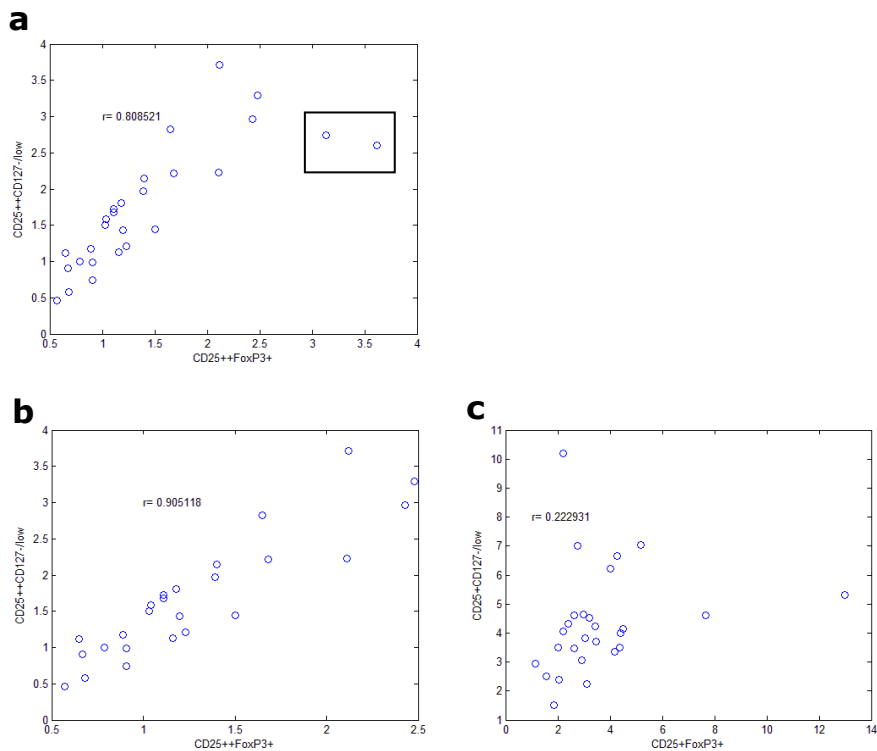 a
4
3.5
3
2.5
2
1.5
1
0.5
0
r= 0.808521
CD25++CD127-/low
0.5 1 1.5 2 2.5 3 3.5 4
CD25++FoxP3+
b
4
3.5
3
2.5
2
1.5
1
0.5
0
r= 0.905118
CD25++CD127-/low
0.5 1 1.5 2 2.5
CD25++FoxP3+
c
11
10
9
8
7
6
5
4
3
2
1
r= 0.222931
CD25+CD127-/low
0 2 4 6 8 10 12 14
CD25+FoxP3+